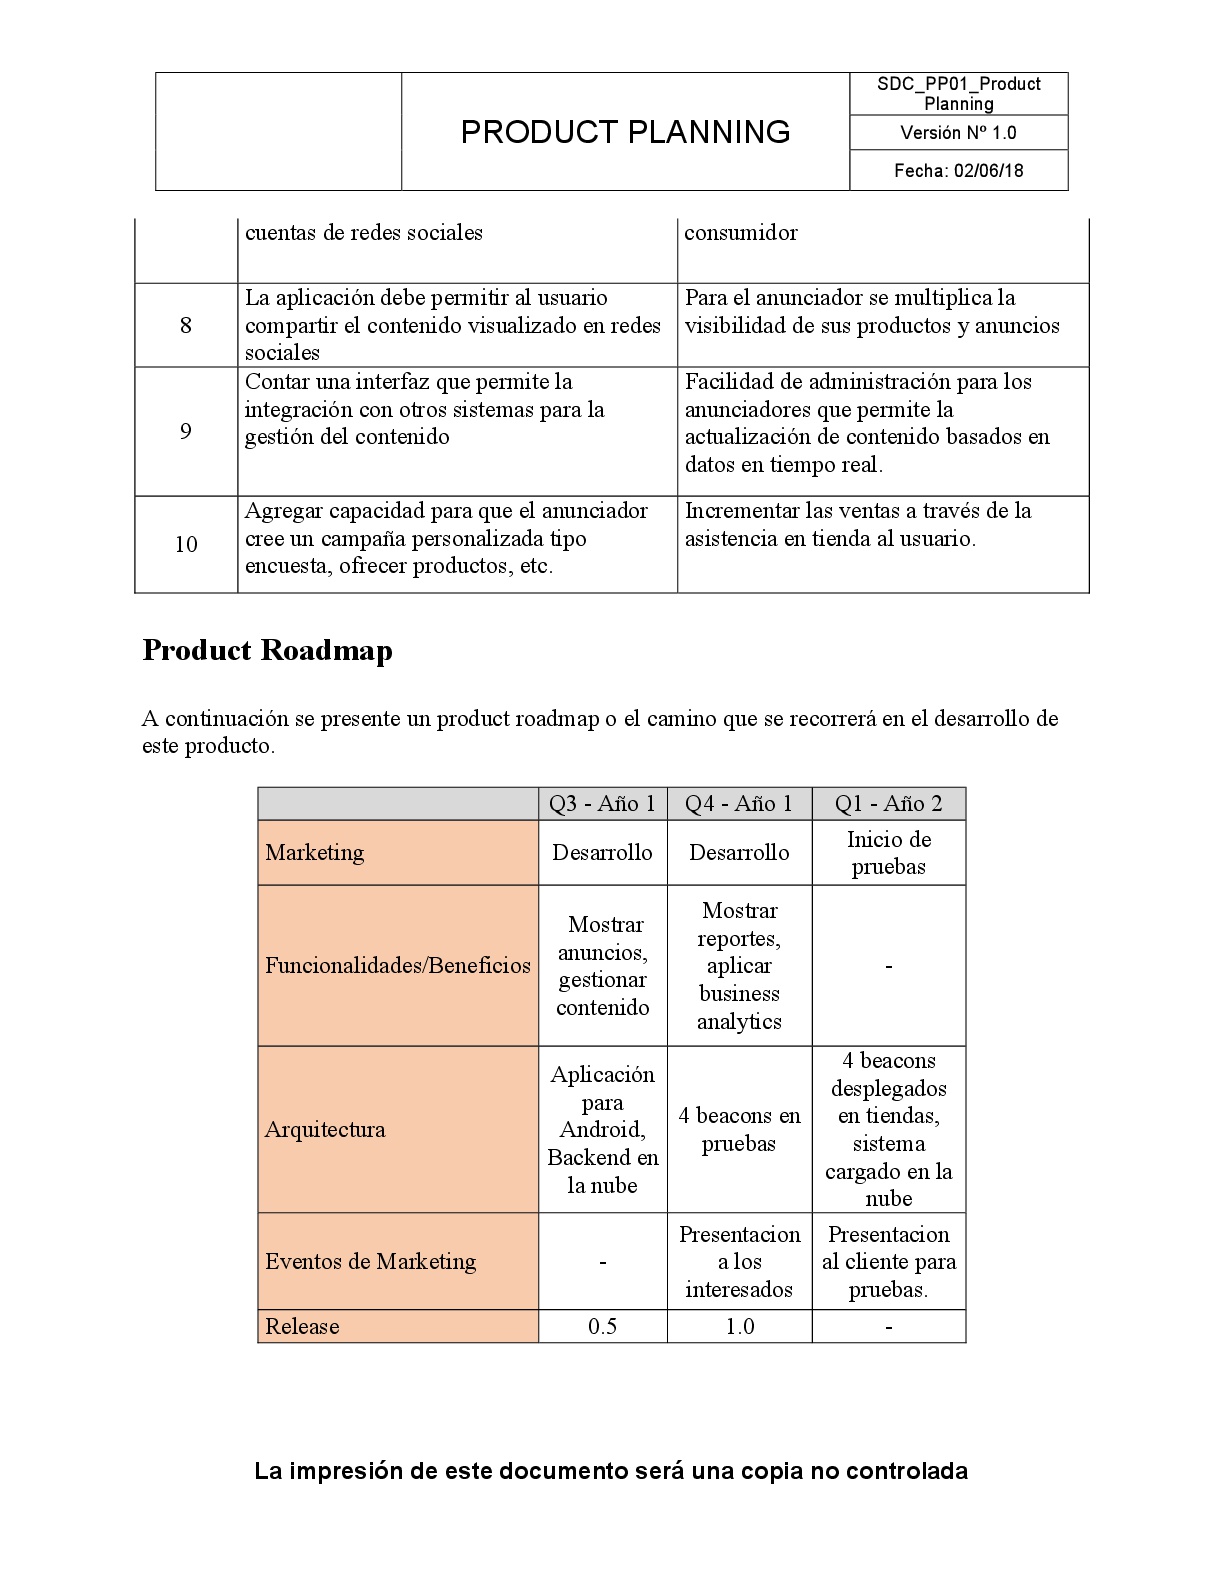 PRODUCT PLANNING
SDC_PP01_Product
Planning
Versión Nº 1.0
Fecha: 02/06/18
cuentas de redes sociales
consumidor
8
La aplicación debe permitir al usuario
compartir el contenido visualizado en redes
sociales
Para el anunciador se multiplica la
visibilidad de sus productos y anuncios
9
Contar una interfaz que permite la
integración con otros sistemas para la
gestión del contenido
Facilidad de administración para los
anunciadores que permite la
actualización de contenido basados en
datos en tiempo real.
10
Agregar capacidad para que el anunciador
cree un campaña personalizada tipo
encuesta, ofrecer productos, etc.
Incrementar las ventas a través de la
asistencia en tienda al usuario.
Product Roadmap
A continuación se presente un product roadmap o el camino que se recorrerá en el desarrollo de
este producto.
Q3 - Año 1
Q4 - Año 1
Q1 - Año 2
Marketing
Desarrollo
Desarrollo
Inicio de
pruebas
Funcionalidades/Beneficios
Mostrar
anuncios,
gestionar
contenido
Mostrar
reportes,
aplicar
business
analytics
-
Arquitectura
Aplicación
para
Android,
Backend en
la nube
4 beacons en
pruebas
4 beacons
desplegados
en tiendas,
sistema
cargado en la
nube
Eventos de Marketing
-
Presentacion
a los
interesados
Presentacion
al cliente para
pruebas.
Release
0.5
1.0
-
La impresión de este documento será una copia no controlada